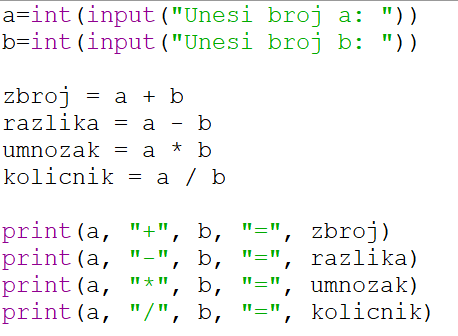 a=int(input("Unesi broj a: "))
b=int(input("Unesi broj b: "))
zbroj = a + b
razlika = a - b
umnozak = a * b
kolicnik = a / b
print(a, "+", b, "=", zbroj)
print(a, "-", b, "=", razlika)
print(a, "*", b, "=", umnozak)
print(a, "/", b, "=", kolicnik)